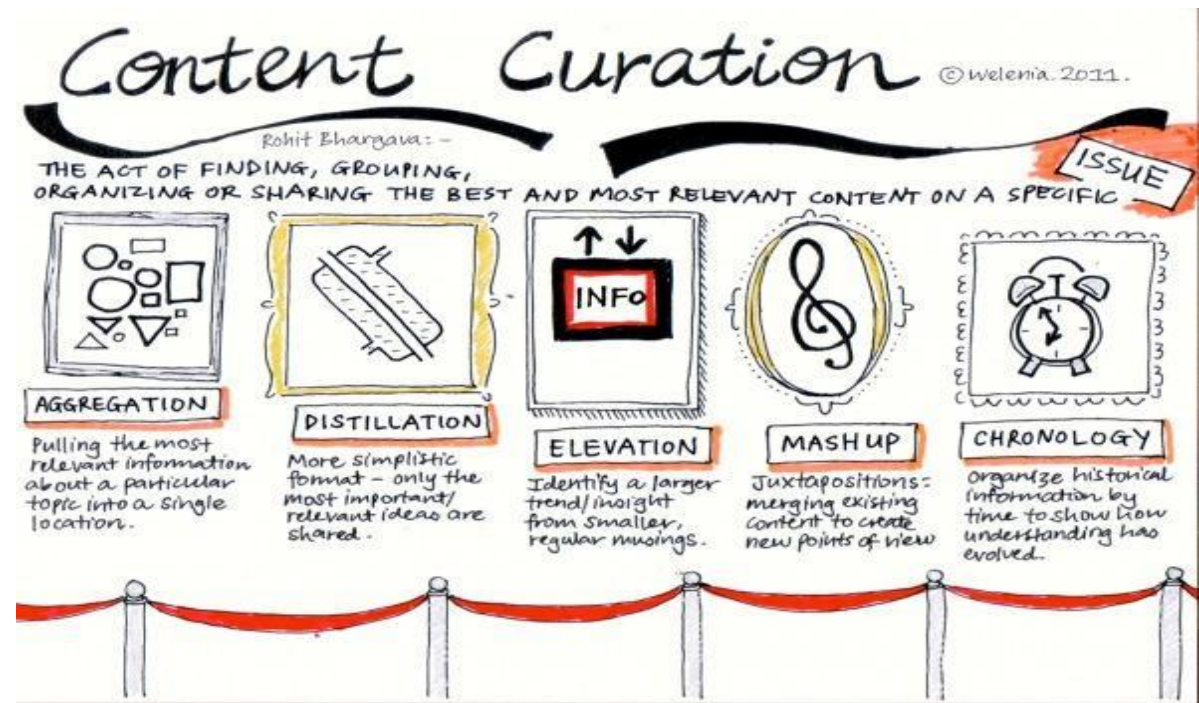 Content Curation
© welenia. 2011.
Rohit Bhargava: -
THE ACT OF FINDING, GROUPING,
ORGANIZING OR SHARING THE BEST AND MOST RELEVANT CONTENT ON A SPECIFIC
ISSUE
INFO
AGGREGATION
Pulling the most
relevant information
about a particular
topic into a single
location.
DISTILLATION
More simplistic
format - only the
most important/
relevant ideas are
shared.
ELEVATION
Identify a larger
trend/insight
from smaller,
regular musings.
MASHUP
Juxtapositions:
merging existing
content to create
new points of view
CHRONOLOGY
Organize historical
information by
time to show how
understanding has
evolved.